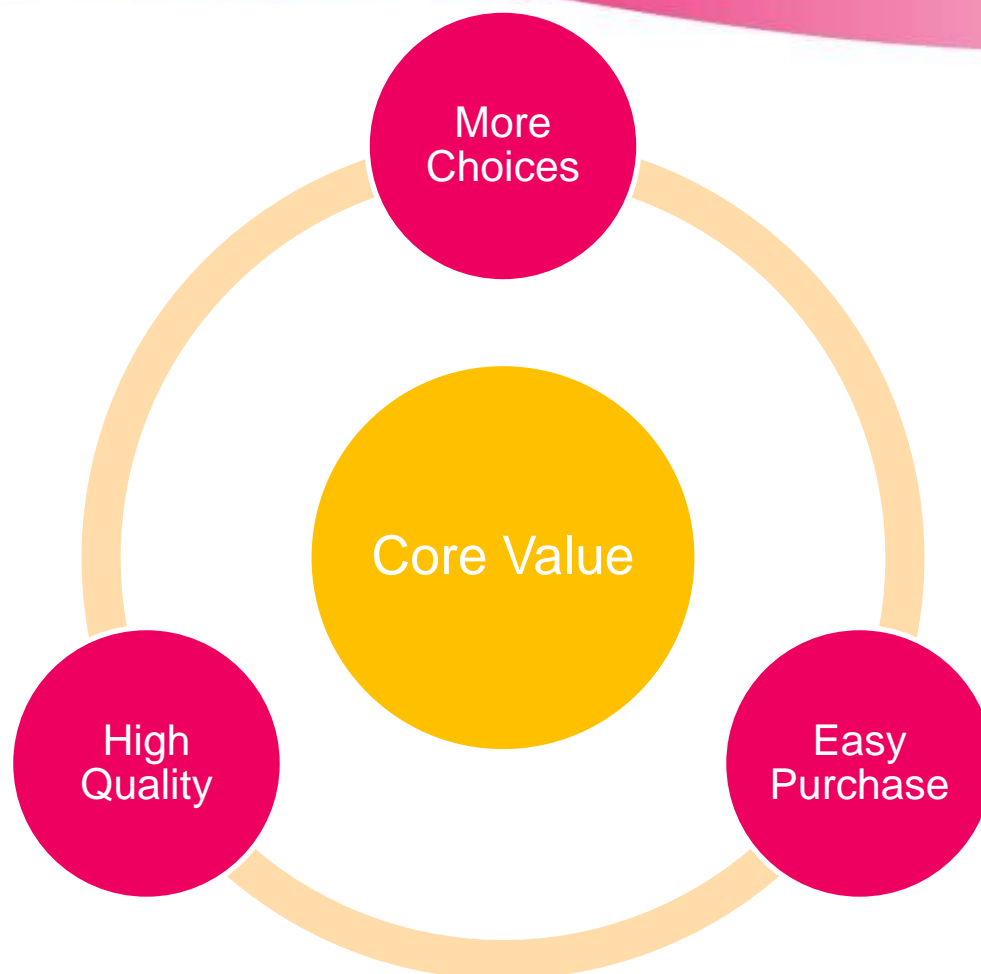 More
Choices
Core Value
High
Quality
Easy
Purchase